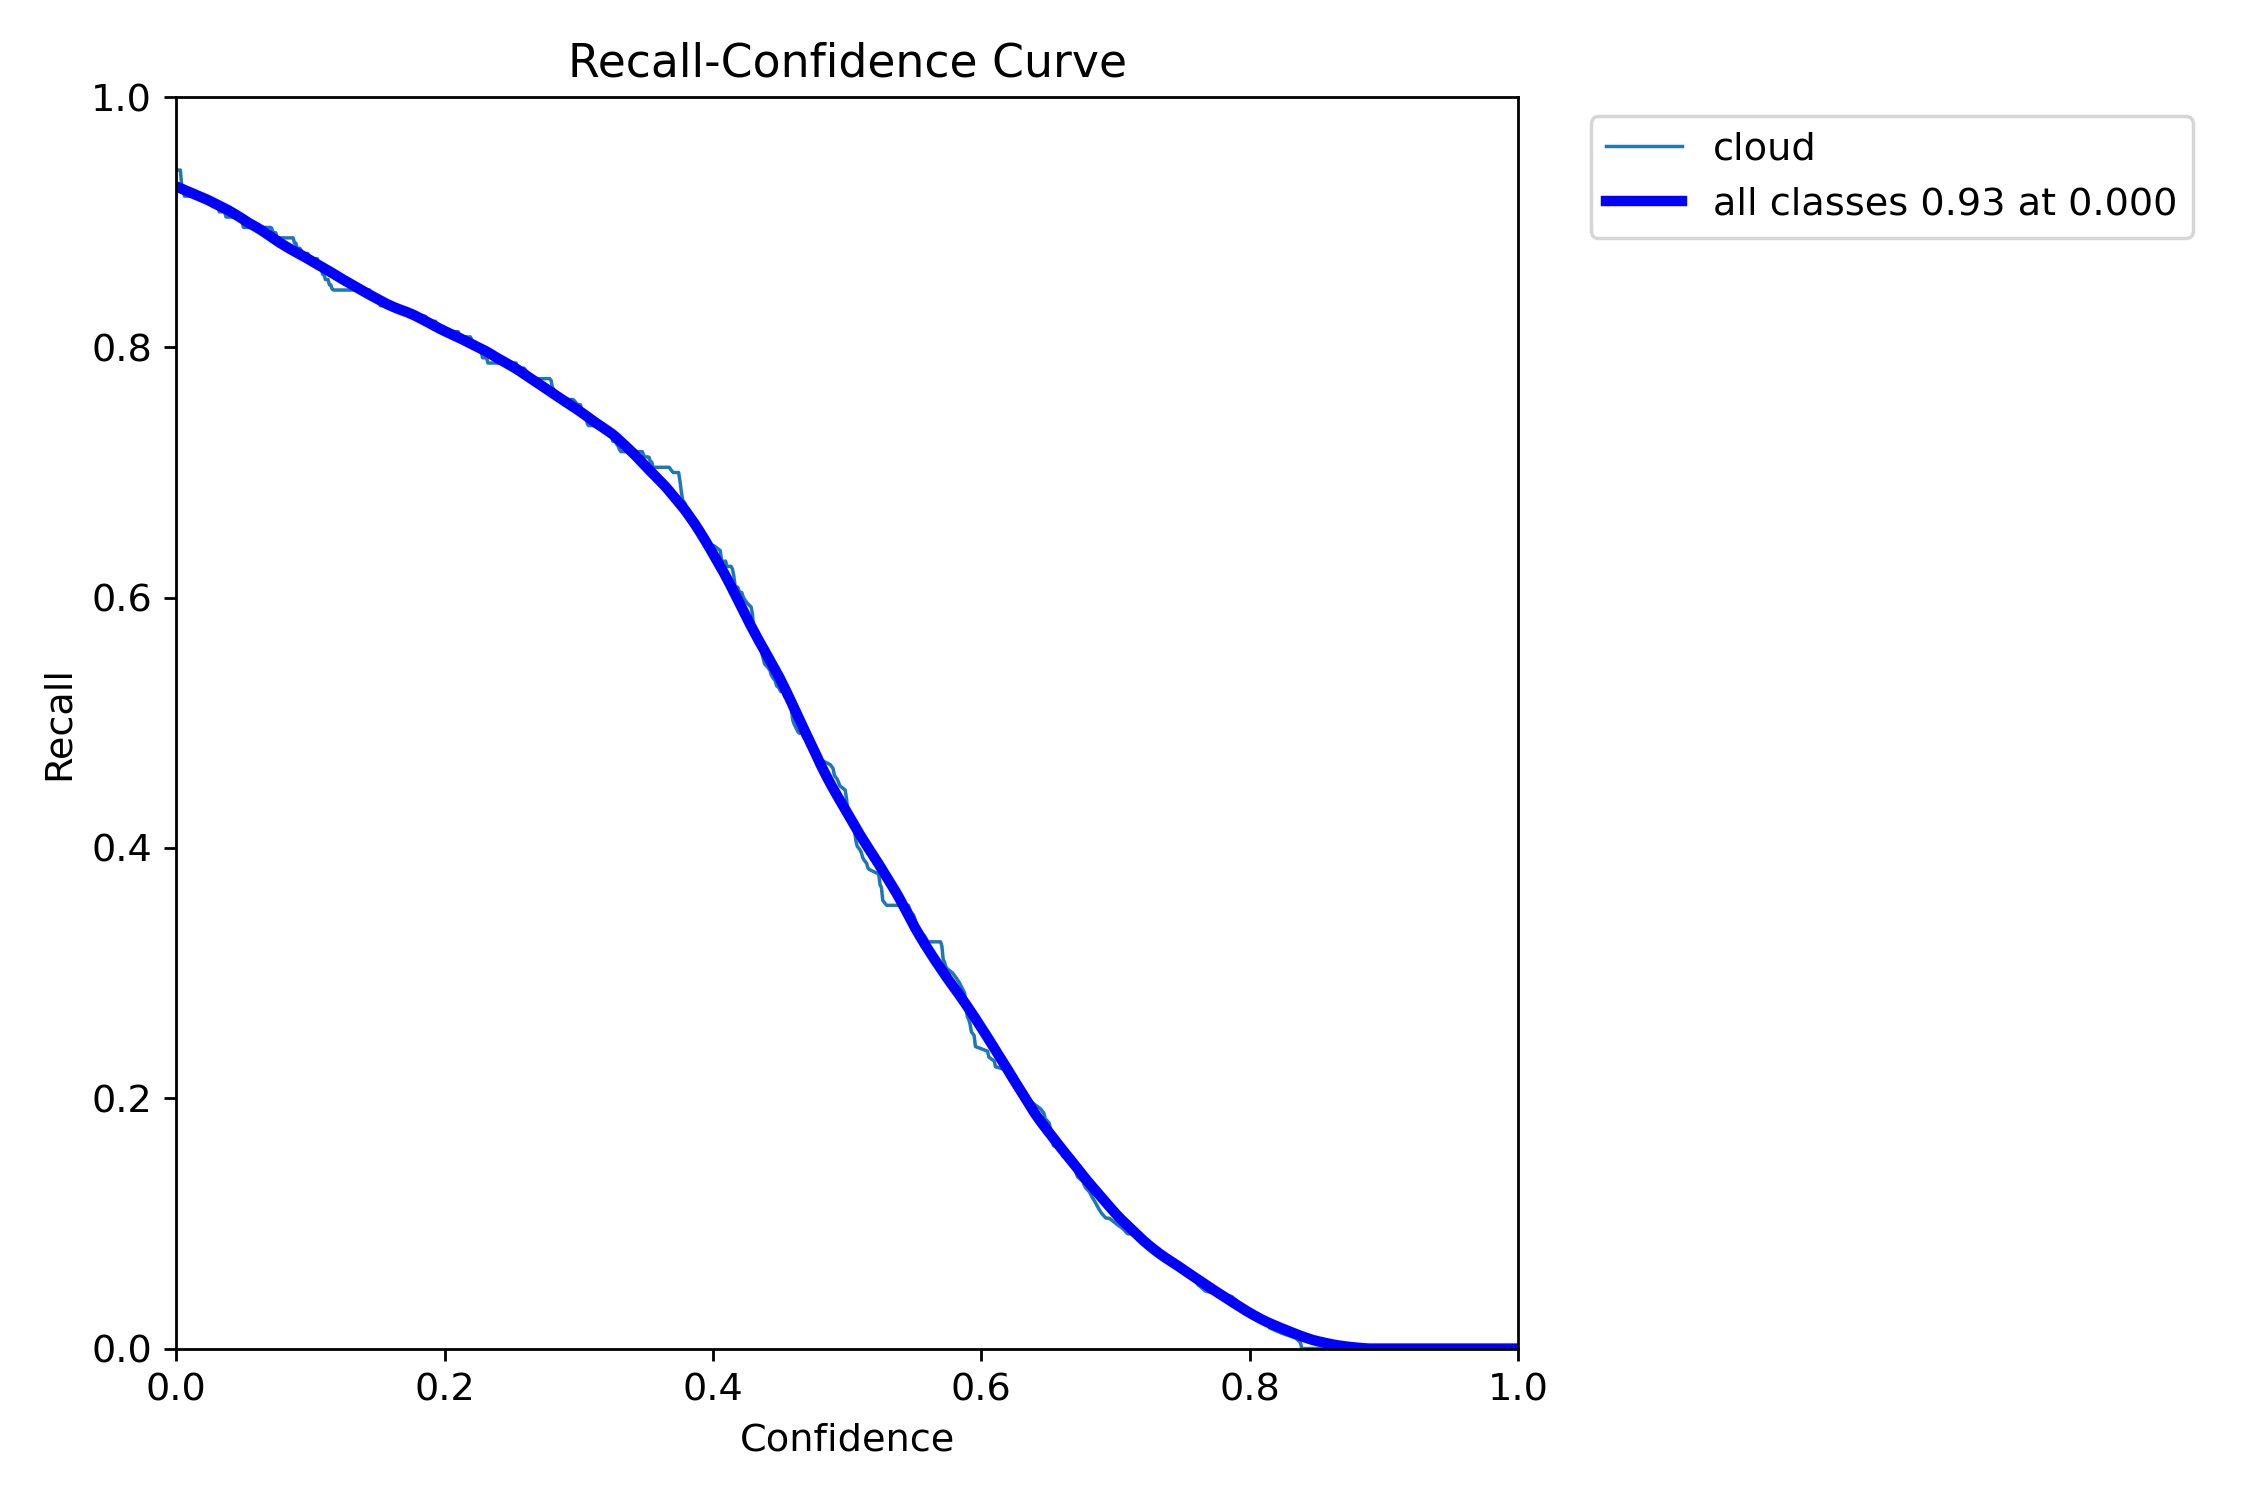 Recall-Confidence Curve
1.0
0.8
0.6
0.4
0.2
0.0
Recall
0.0 0.2 0.4 0.6 0.8 1.0
Confidence
cloud
all classes 0.93 at 0.000